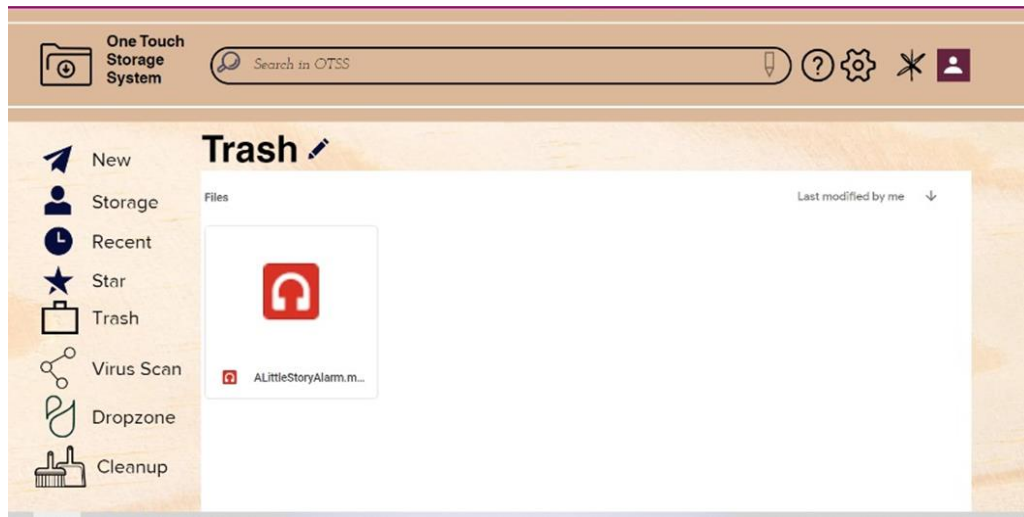 One Touch
Storage
System
Search in OTSS
New
Storage
Recent
Star
Trash
Virus Scan
Dropzone
Cleanup
Trash
Files
Last modified by me
ALittleStoryAlarm.m...